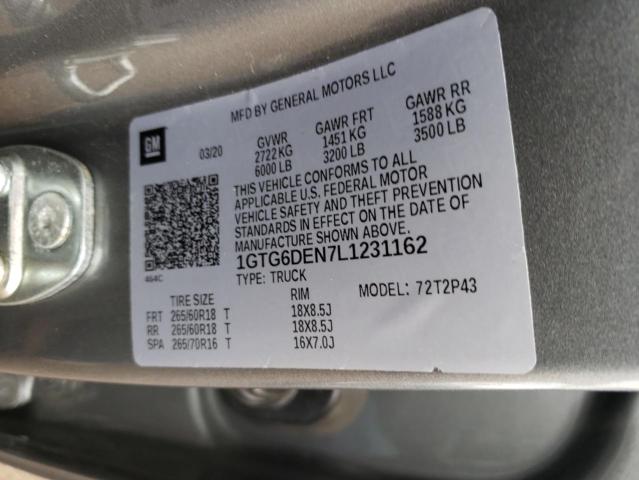 MFD BY GENERAL MOTORS LLC
GM
03/20
GVWR GAWR FRT GAWR RR
2722 KG 1451 KG 1588 KG
6000 LB 3200 LB 3500 LB
THIS VEHICLE CONFORMS TO ALL
APPLICABLE U.S. FEDERAL MOTOR
VEHICLE SAFETY AND THEFT PREVENTION
STANDARDS IN EFFECT ON THE DATE OF
MANUFACTURE SHOWN ABOVE.
464C
1GTG6DEN7L1231162
TYPE: TRUCK
MODEL: 72T2P43
TIRE SIZE RIM
FRT 265/60R18 T 18X8.5J
RR 265/60R18 T 18X8.5J
SPA 265/70R16 T 16X7.0J